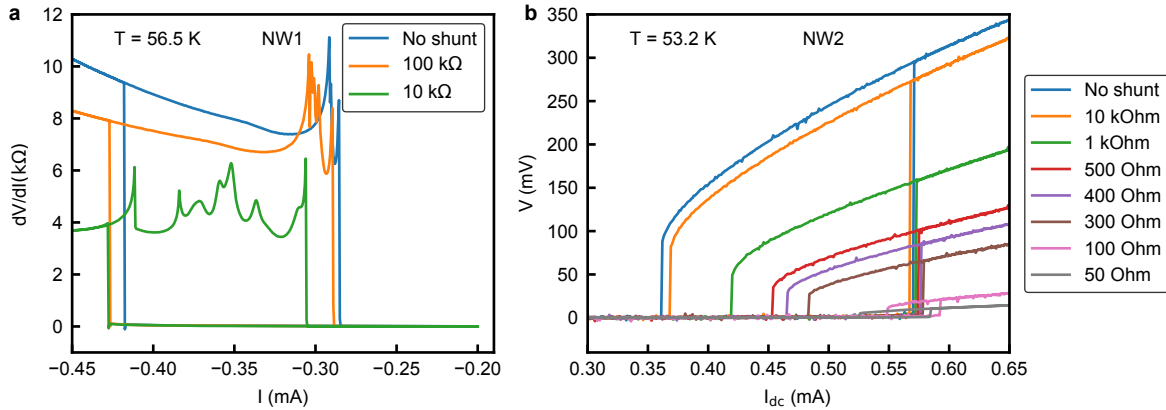 a
T = 56.5 K
NW1
No shunt
100 kΩ
10 kΩ
dV/dI( kΩ)
12
10
8
6
4
2
0
−0.45
−0.40
−0.35
−0.30
−0.25
−0.20
I (mA)
b
T = 53.2 K
NW2
V (mV)
350
300
250
200
150
100
50
0
0.30
0.40
0.45
0.50
0.55
0.60
0.65
I_dc (mA)
No shunt
10 kOhm
1 kOhm
500 Ohm
400 Ohm
300 Ohm
100 Ohm
50 Ohm